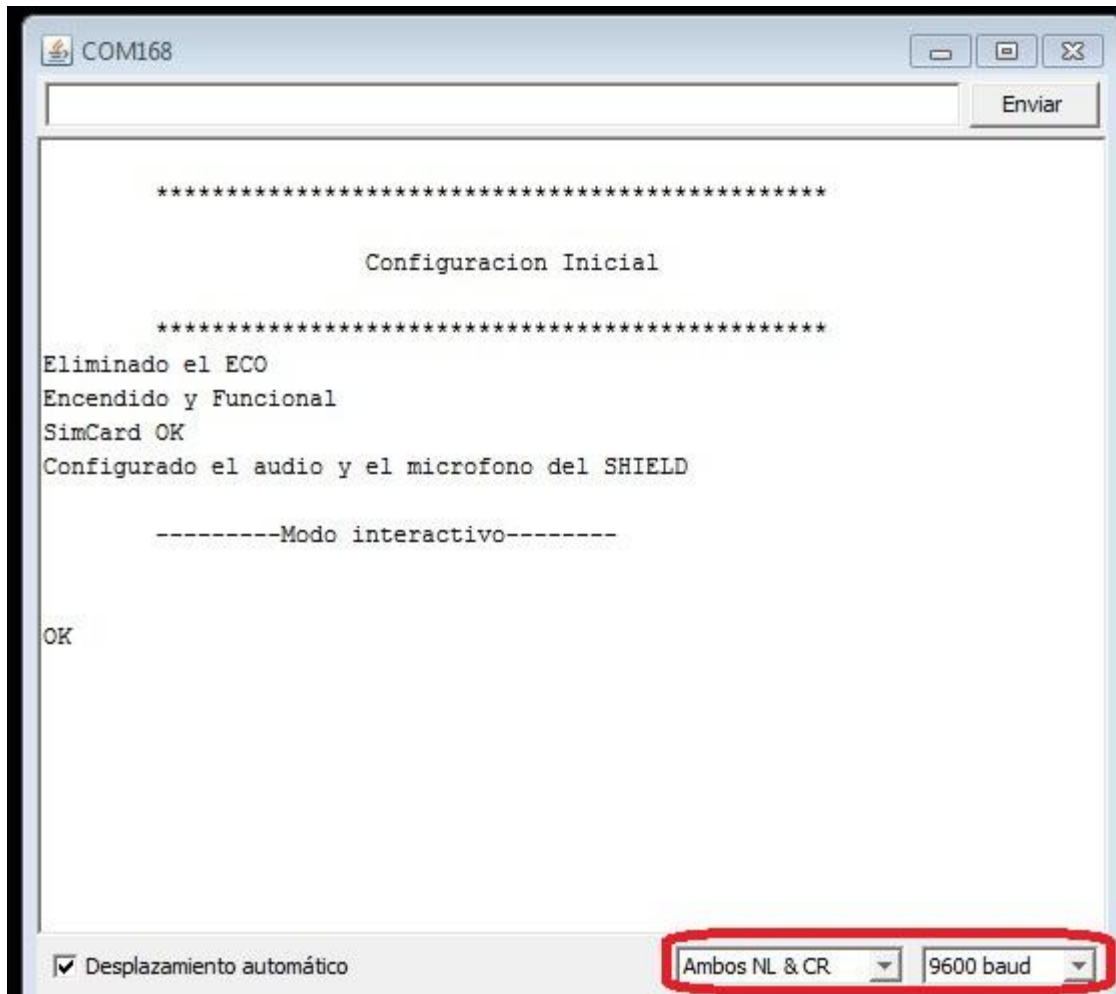 COM168
Enviar
************************************************
Configuracion Inicial
************************************************
Eliminado el ECO
Encendido y Funcional
SimCard OK
Configurado el audio y el microfono del SHIELD
---------Modo interactivo--------
OK
Desplazamiento automático
Ambos NL & CR
9600 baud